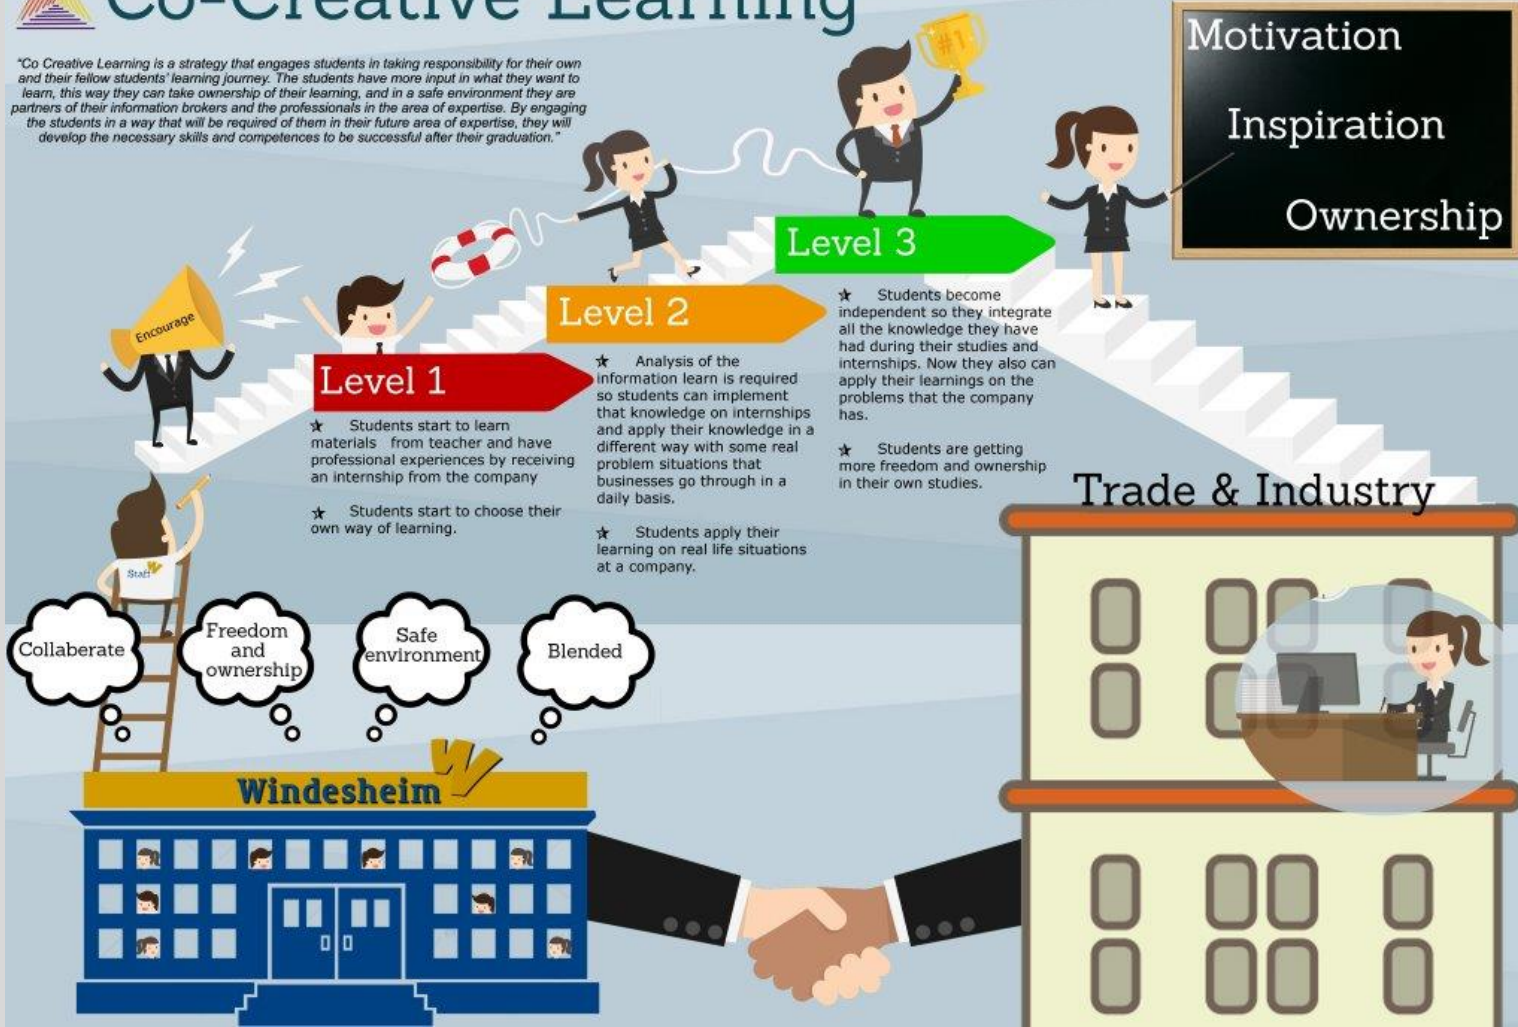 Co-Creative Learning
"Co Creative Learning is a strategy that engages students in taking responsibility for their own
and their fellow students' learning journey. The students have more input in what they want to
learn, this way they can take ownership of their learning, and in a safe environment they are
partners of their information brokers and the professionals in the area of expertise. By engaging
the students in a way that will be required of them in their future area of expertise, they will
develop the necessary skills and competences to be successful after their graduation."
#1
Motivation
Inspiration
Ownership
Encourage
Level 1
☆ Students start to learn
materials from teacher and have
professional experiences by receiving
an internship from the company
☆ Students start to choose their
own way of learning.
Level 2
☆ Analysis of the
information learn is required
so students can implement
that knowledge on internships
and apply their knowledge in a
different way with some real
problem situations that
businesses go through in a
daily basis.
☆ Students apply their
learning on real life situations
at a company.
Level 3
☆ Students become
independent so they integrate
all the knowledge they have
had during their studies and
internships. Now they also can
apply their learnings on the
problems that the company
has.
☆ Students are getting
more freedom and ownership
in their own studies.
Trade & Industry
Staff W
Collaberate
Freedom
and
ownership
Safe
environment
Blended
Windesheim W